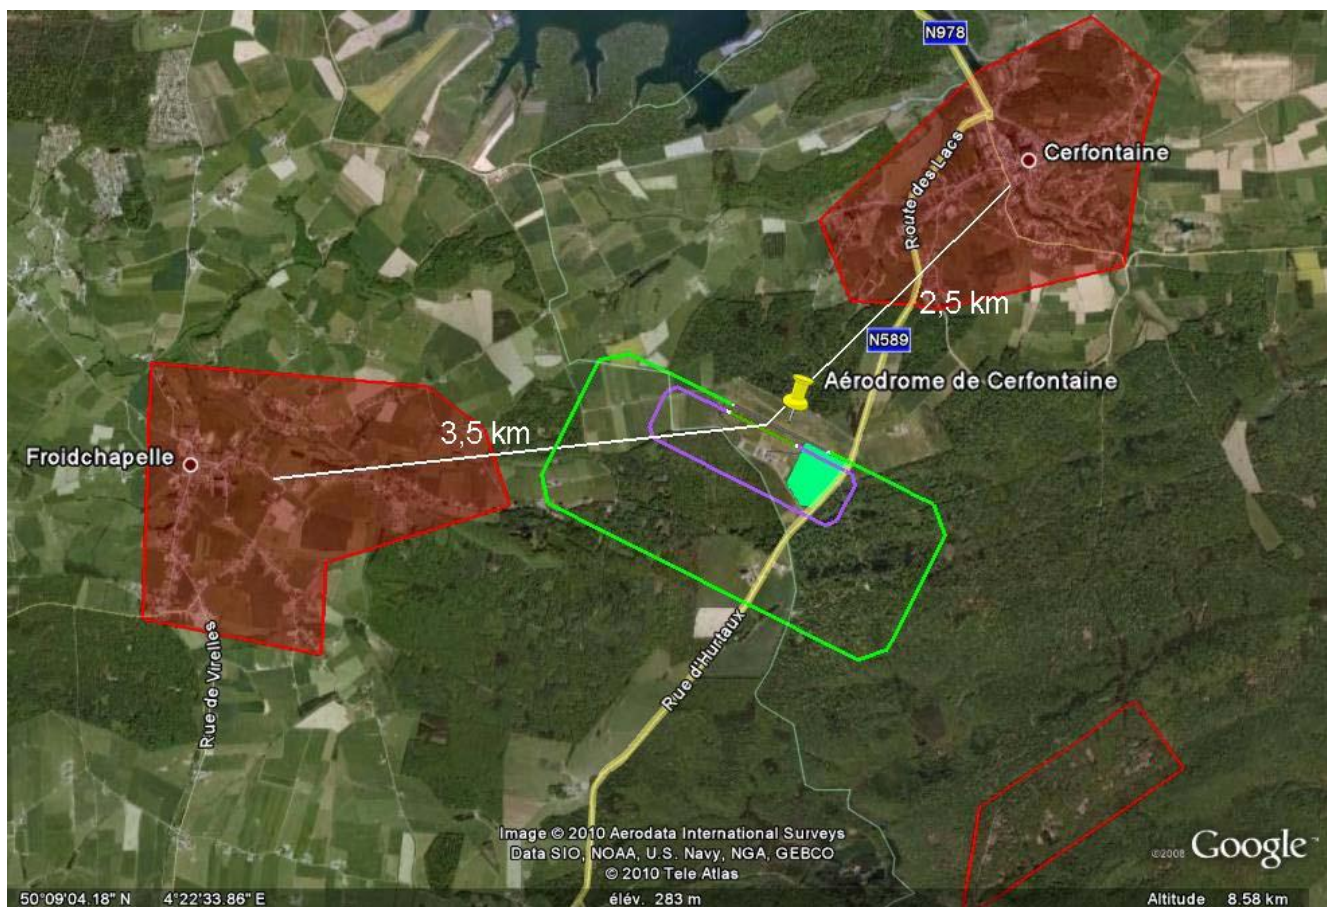 N978
Cerfontaine
Route des Lacs
2,5 km
N589
Aérodrome de Cerfontaine
3,5 km
Froidchapelle
Rue de Virelles
Rue d'Hurtaux
Image © 2010 Aerodata International Surveys
Data SIO, NOAA, U.S. Navy, NGA, GEBCO
© 2010 Tele Atlas
©2008 Google
50°09'04.18" N 4°22'33.86" E élév. 283 m Altitude 8.58 km